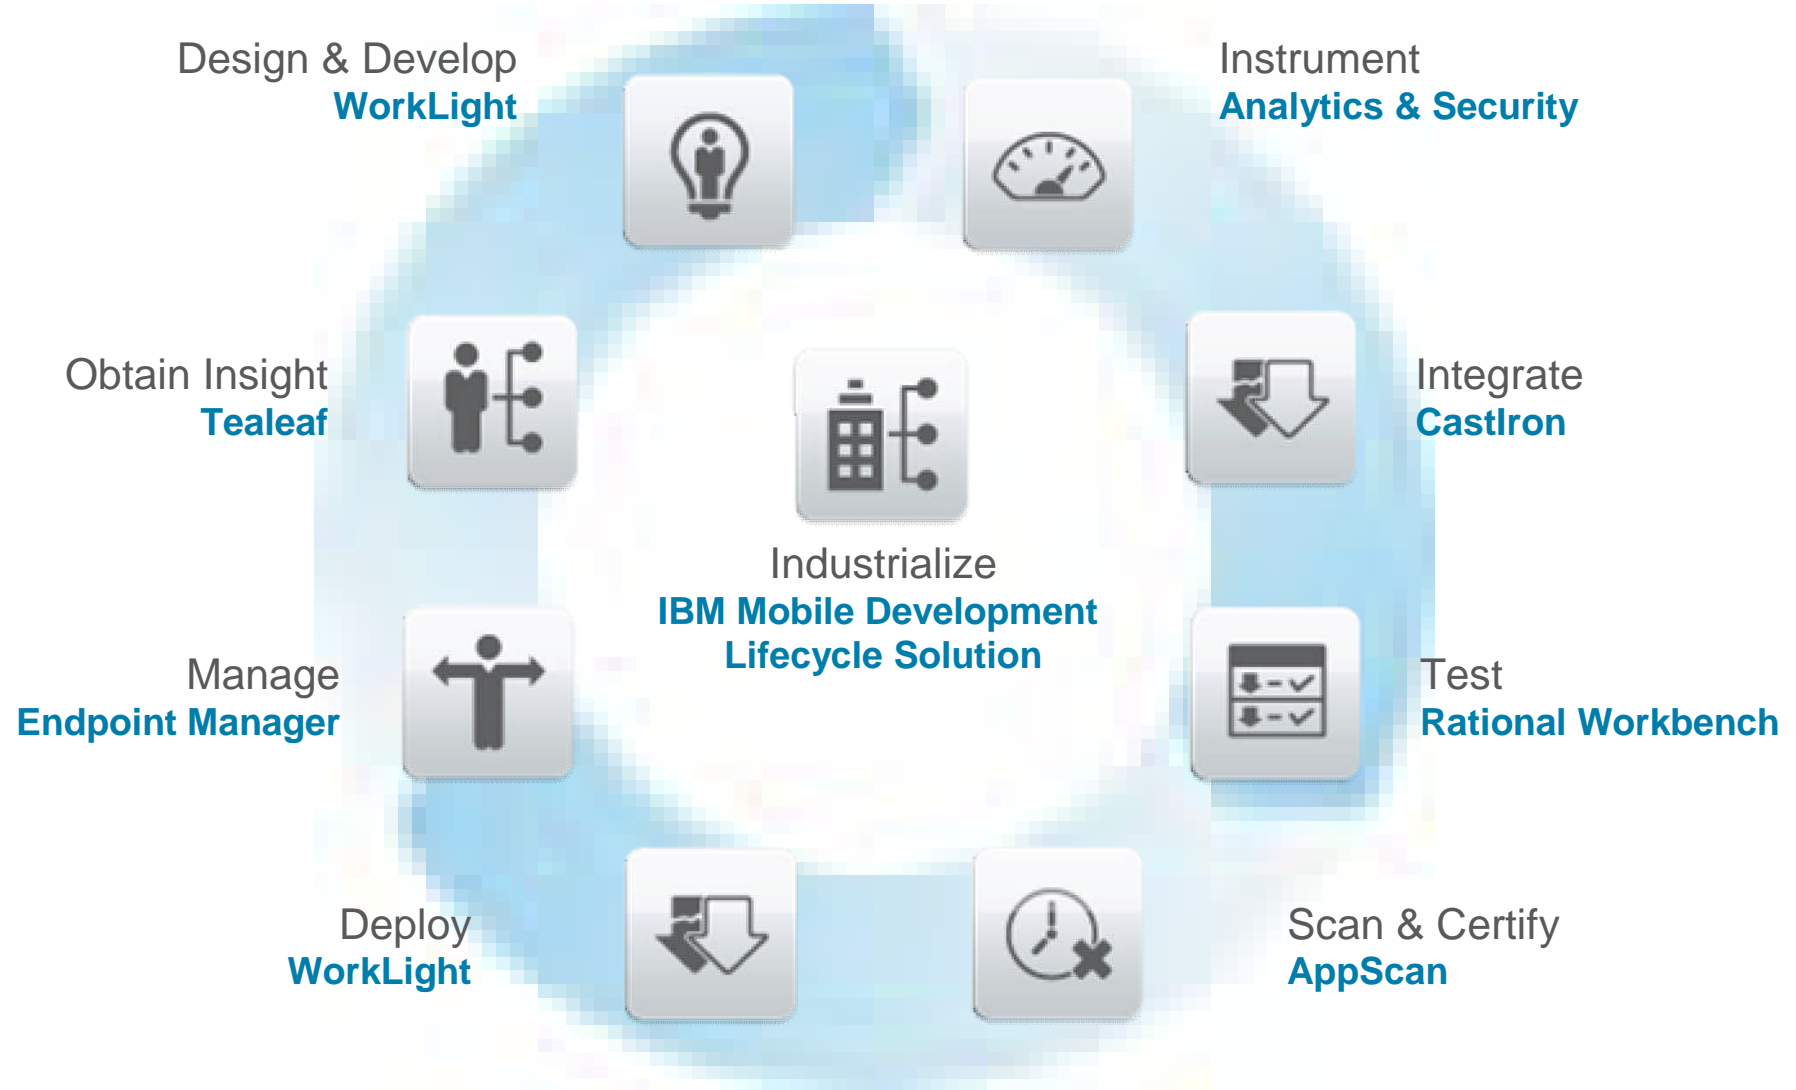 Design & Develop
WorkLight
Instrument
Analytics & Security
Obtain Insight
Tealeaf
Integrate
CastIron
Industrialize
IBM Mobile Development
Lifecycle Solution
Manage
Endpoint Manager
Test
Rational Workbench
Deploy
WorkLight
Scan & Certify
AppScan